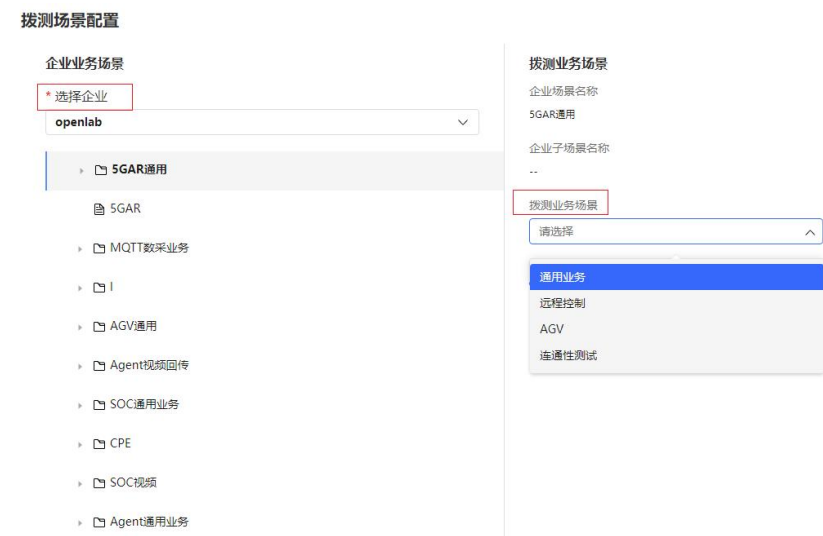 拨测场景配置
企业业务场景
* 选择企业
openlab
5GAR通用
5GAR
MQTT数采业务
I
AGV通用
Agent视频回传
SOC通用业务
CPE
SOC视频
Agent通用业务
拨测业务场景
企业场景名称
5GAR通用
企业子场景名称
--
拨测业务场景
请选择
通用业务
远程控制
AGV
连通性测试